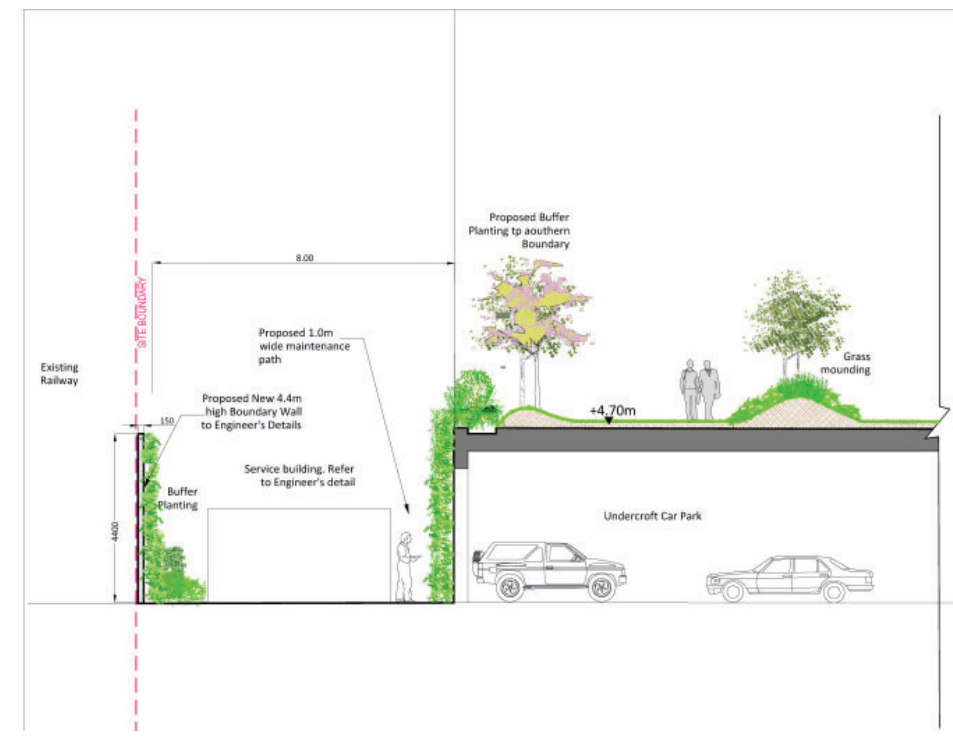 Proposed Buffer
Planting tp aouthern
Boundary
8.00
SITE BOUNDARY
Proposed 1.0m
wide maintenance
path
Existing
Railway
Grass
mounding
Proposed New 4.4m
high Boundary Wall
to Engineer's Details
150
+4.70m
Service building. Refer
to Engineer's detail
Buffer
Planting
Undercroft Car Park
4400